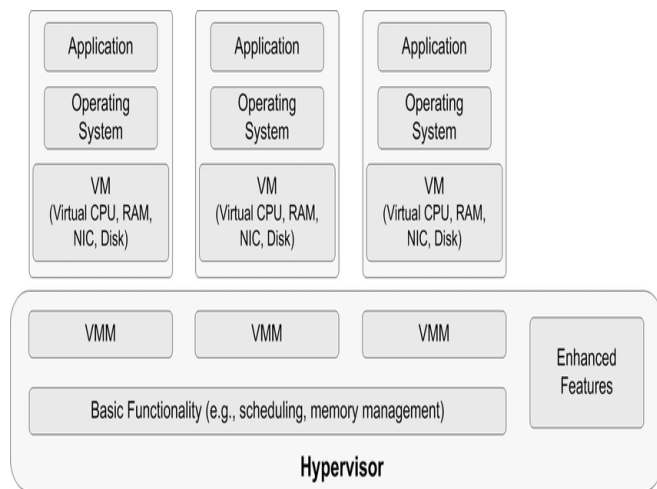 Application
Application
Application
Operating
System
Operating
System
Operating
System
VM
(Virtual CPU, RAM,
NIC, Disk)
VM
(Virtual CPU, RAM,
NIC, Disk)
VM
(Virtual CPU, RAM,
NIC, Disk)
VMM
VMM
VMM
Enhanced
Features
Basic Functionality (e.g., scheduling, memory management)
Hypervisor